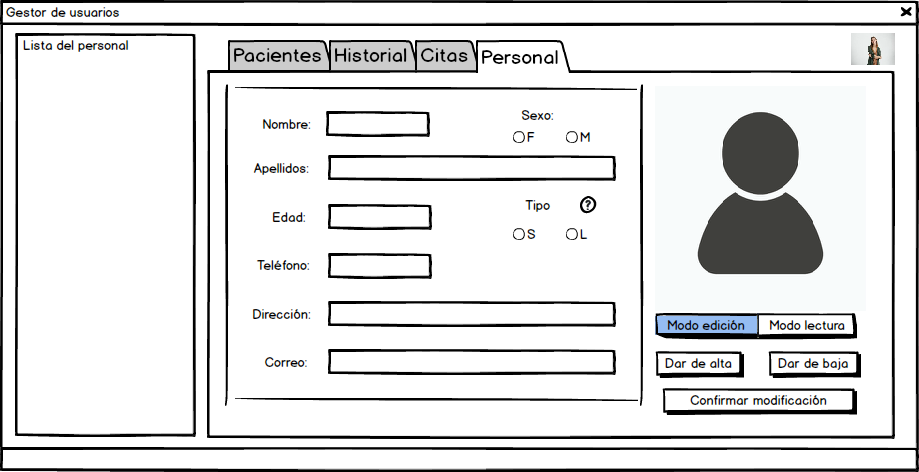 Gestor de usuarios
Lista del personal
Pacientes
Historial
Citas
Personal
Nombre:
Sexo:
F
M
Apellidos:
Edad:
Tipo
?
S
L
Teléfono:
Dirección:
Correo:
Modo edición
Modo lectura
Dar de alta
Dar de baja
Confirmar modificación